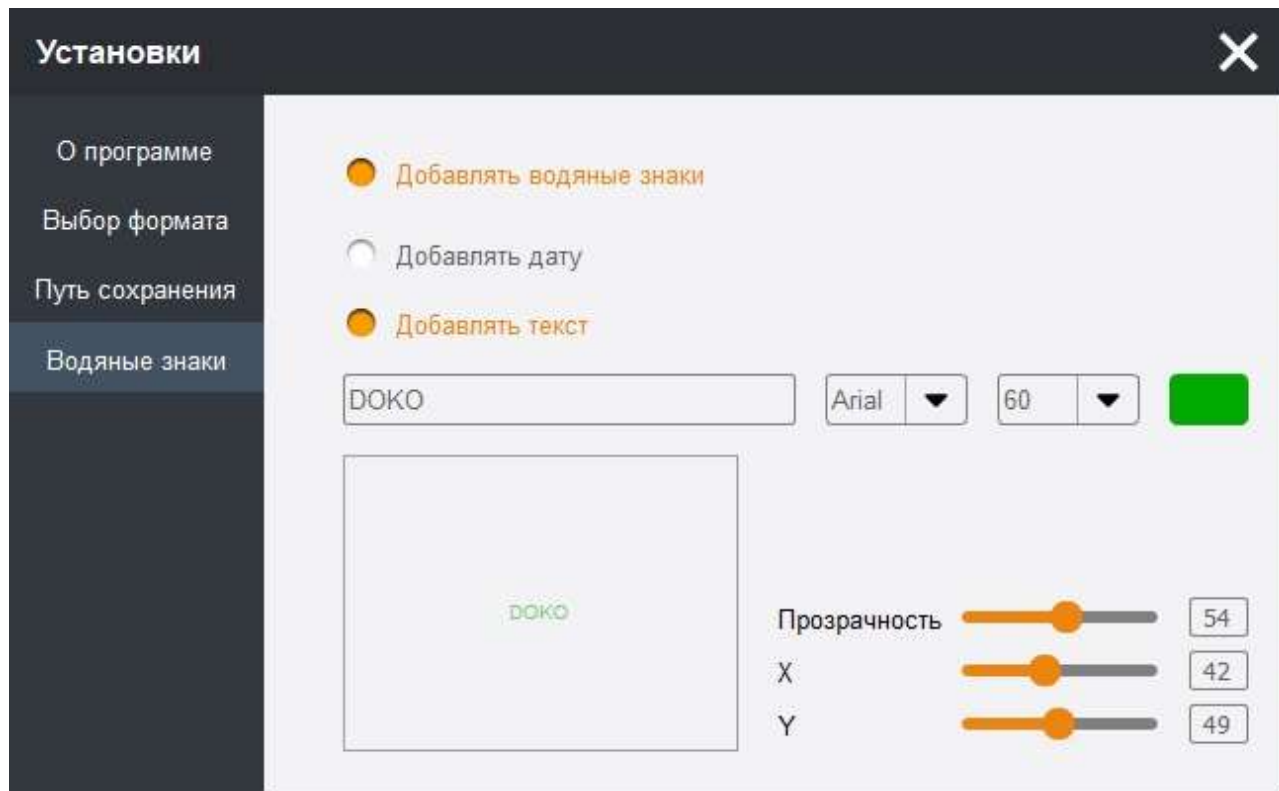 Установки
О программе
Выбор формата
Путь сохранения
Водяные знаки
Добавлять водяные знаки
Добавлять дату
Добавлять текст
DOKO Arial 60
DOKO
Прозрачность 54
X 42
Y 49